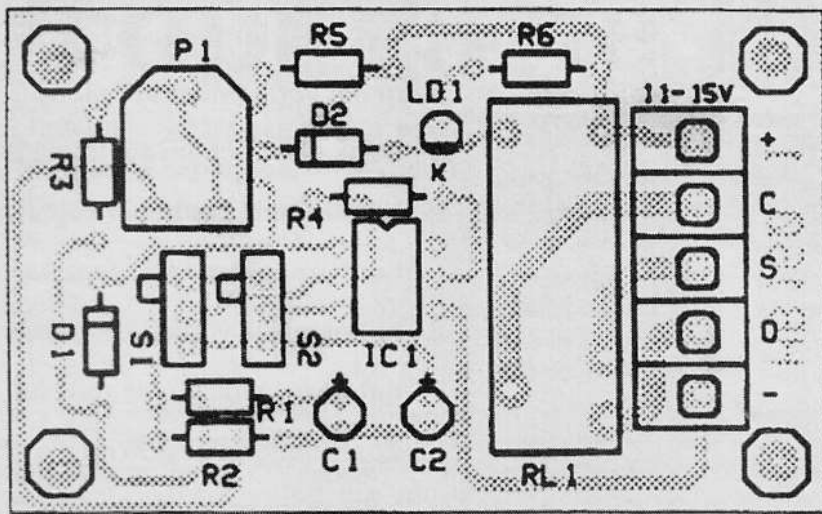 P1
R5
R6
LD1
11-15V
D2
+
R3
K
C
R4
S
D1
S1
S2
IC1
D
-
R1
R2
C1
C2
RL1